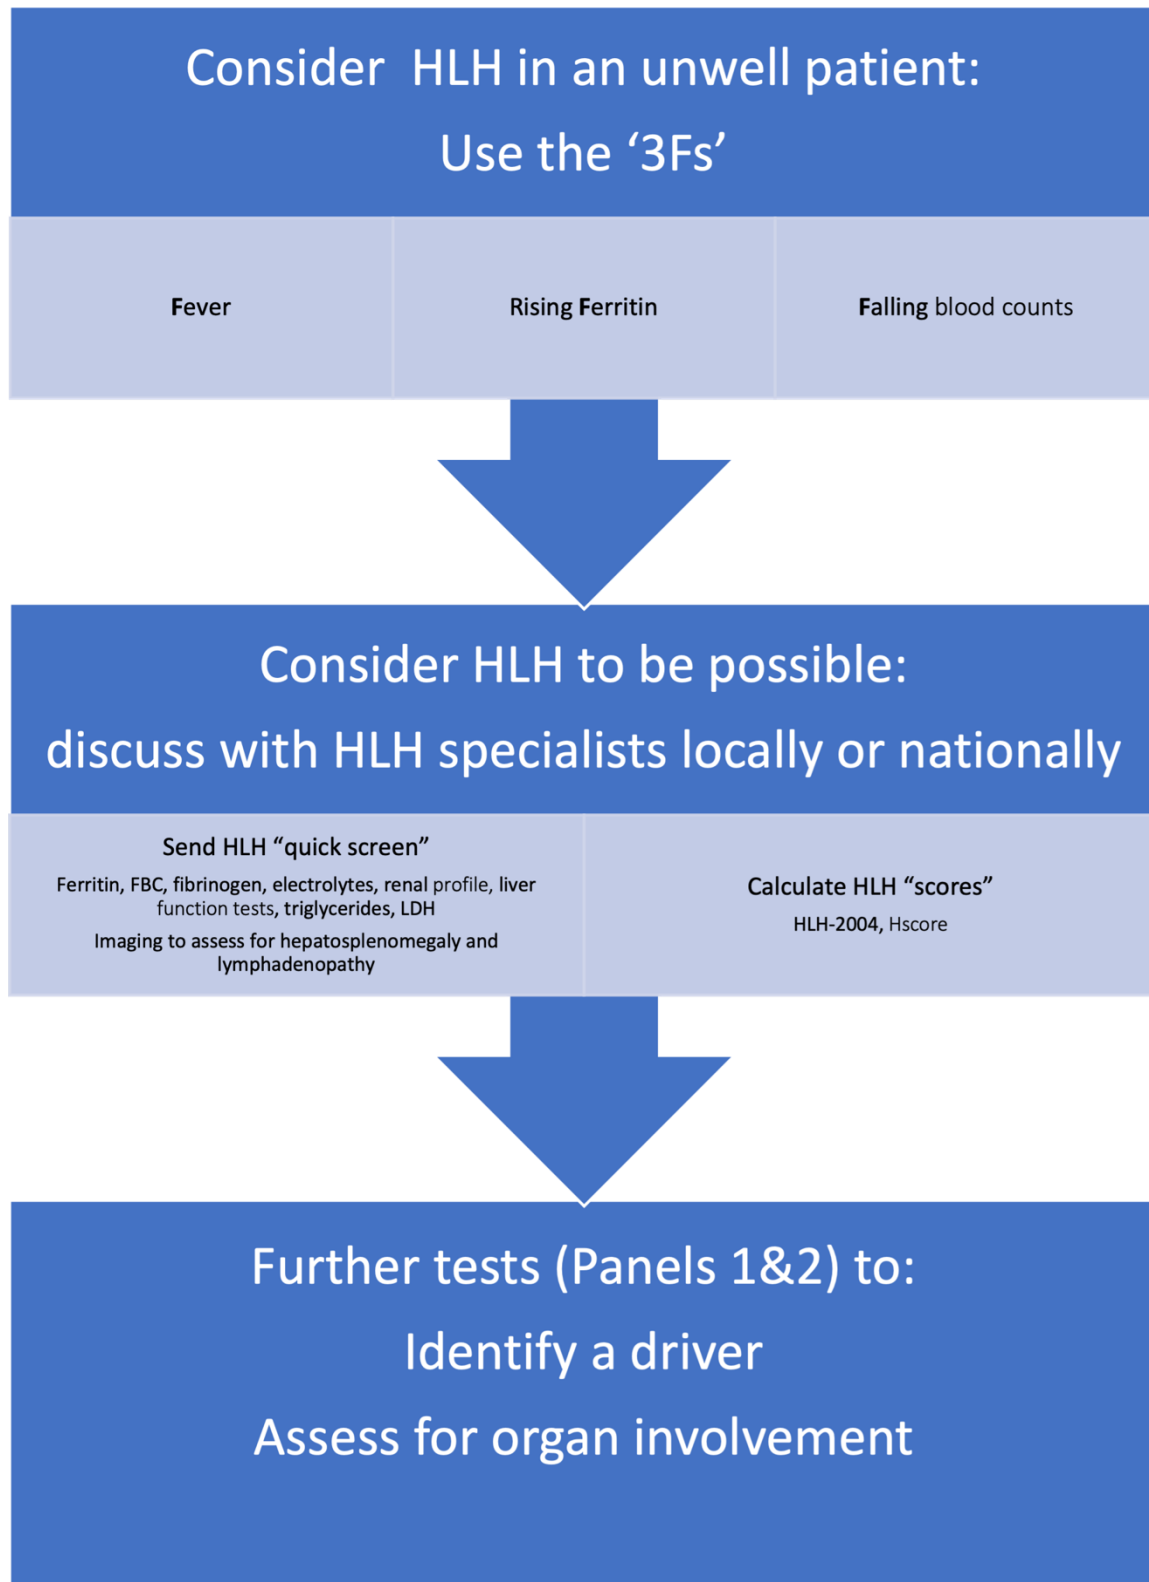 Consider HLH in an unwell patient:
Use the ‘3Fs’
Fever
Rising Ferritin
Falling blood counts
Consider HLH to be possible:
discuss with HLH specialists locally or nationally
Send HLH “quick screen”
Ferritin, FBC, fibrinogen, electrolytes, renal profile, liver
function tests, triglycerides, LDH
Imaging to assess for hepatosplenomegaly and
lymphadenopathy
Calculate HLH “scores”
HLH-2004, Hscore
Further tests (Panels 1&2) to:
Identify a driver
Assess for organ involvement